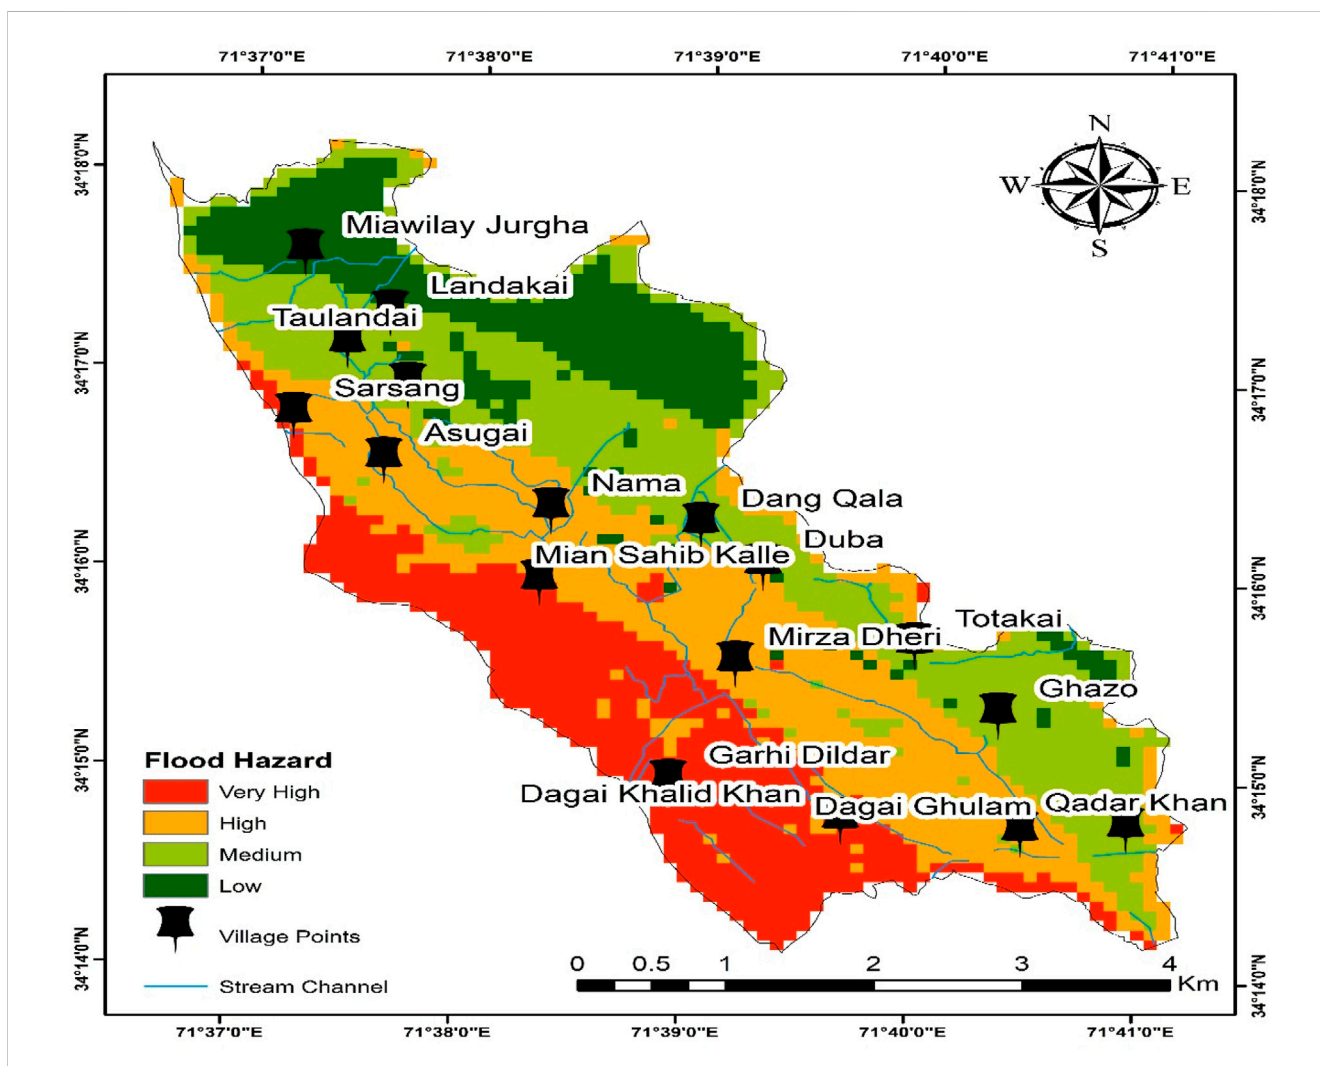 71°37'0"E 71°38'0"E 71°39'0"E 71°40'0"E 71°41'0"E
N
W E
S
34°18'0"N 34°18'0"N
Miawilay Jurgha
Landakai
Taulandai
34°17'0"N 34°17'0"N
Sarsang
Asugai
Nama
Dang Qala
Duba
Mian Sahib Kalle
34°16'0"N 34°16'0"N
Totakai
Mirza Dheri
Ghazo
Garhi Dildar
34°15'0"N 34°15'0"N
Dagai Khalid Khan
Dagai Ghulam
Qadar Khan
Flood Hazard
Very High
High
Medium
Low
Village Points
Stream Channel
34°14'0"N 34°14'0"N
0 0.5 1 2 3 4
Km
71°37'0"E 71°38'0"E 71°39'0"E 71°40'0"E 71°41'0"E